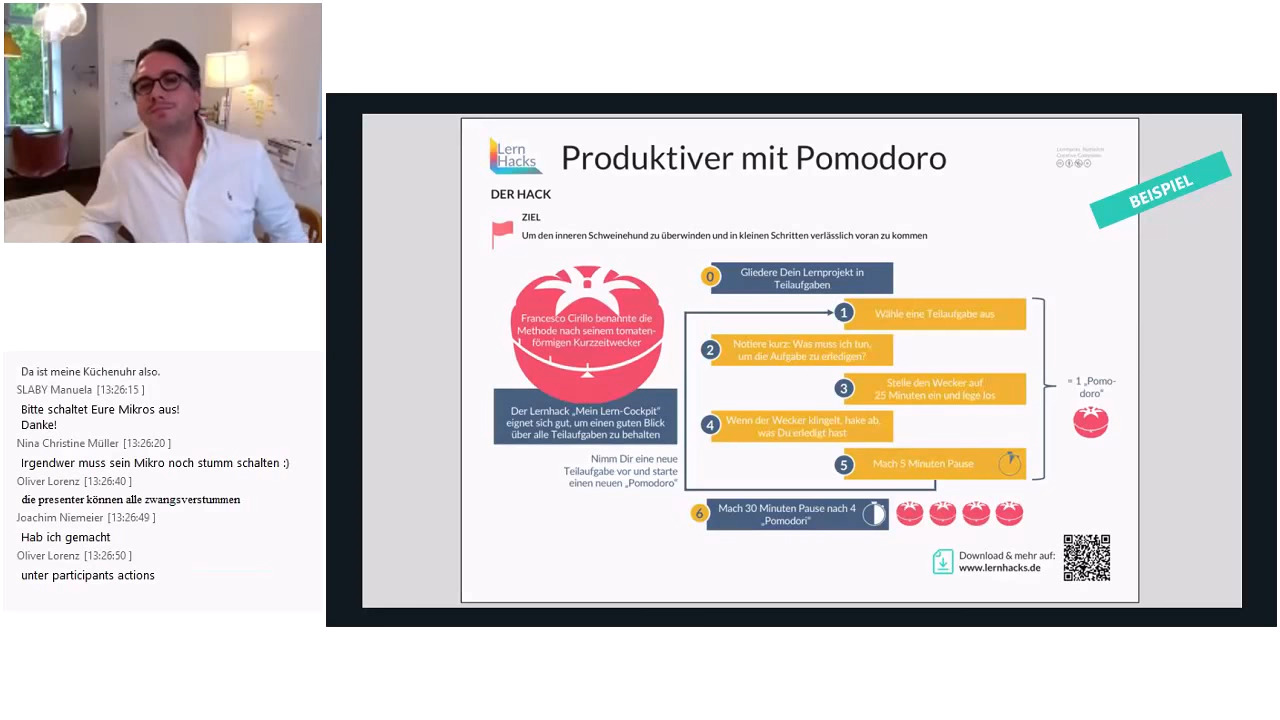 Da ist meine Küchenuhr also.
SLABY Manuela [13:26:15 ]
Bitte schaltet Eure Mikros aus!
Danke!
Nina Christine Müller [13:26:20 ]
Irgendwer muss sein Mikro noch stumm schalten :)
Oliver Lorenz [13:26:40 ]
die presenter können alle zwangsverstummen
Joachim Niemeier [13:26:49 ]
Hab ich gemacht
Oliver Lorenz [13:26:50 ]
unter participants actions
Lern
Hacks
Produktiver mit Pomodoro
Creative Commons
BEISPIEL
DER HACK
ZIEL
Um den inneren Schweinehund zu überwinden und in kleinen Schritten verlässlich voran zu kommen
Francesco Cirillo benannte die
Methode nach seinem tomaten-
förmigen Kurzzeitwecker
Der Lernhack „Mein Lern-Cockpit“
eignet sich gut, um einen guten Blick
über alle Teilaufgaben zu behalten
Nimm Dir eine neue
Teilaufgabe vor und starte
einen neuen „Pomodoro“
0
Gliedere Dein Lernprojekt in
Teilaufgaben
1
Wähle eine Teilaufgabe aus
2
Notiere kurz: Was muss ich tun,
um die Aufgabe zu erledigen?
3
Stelle den Wecker auf
25 Minuten ein und lege los
4
Wenn der Wecker klingelt, hake ab,
was Du erledigt hast
5
Mach 5 Minuten Pause
= 1 „Pomo-
doro“
6
Mach 30 Minuten Pause nach 4
„Pomodori“
Download & mehr auf:
www.lernhacks.de